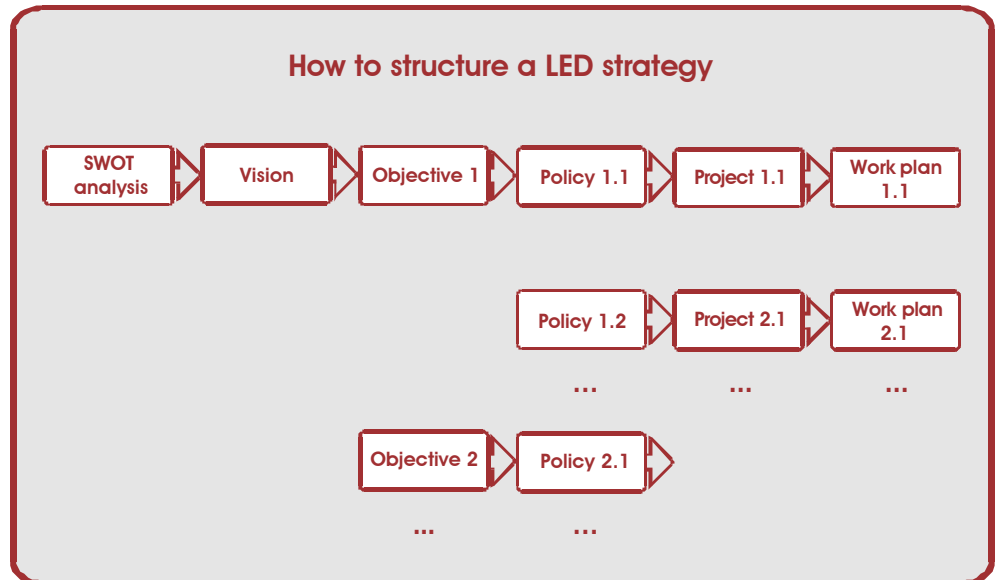 How to structure a LED strategy
SWOT
analysis
Vision
Objective 1
Policy 1.1
Project 1.1
Work plan
1.1
Policy 1.2
Project 2.1
Work plan
2.1
...
...
...
Objective 2
Policy 2.1
...
...